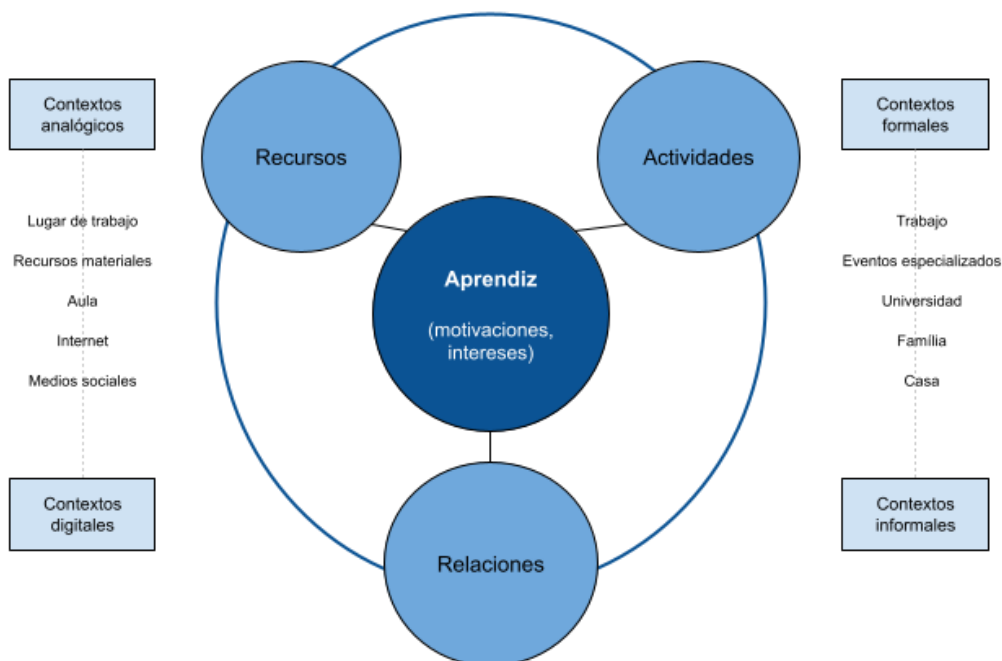 Contextos
analógicos
Lugar de trabajo
Recursos materiales
Aula
Internet
Medios sociales
Contextos
digitales
Recursos
Actividades
Aprendiz
(motivaciones,
intereses)
Relaciones
Contextos
formales
Trabajo
Eventos especializados
Universidad
Família
Casa
Contextos
informales